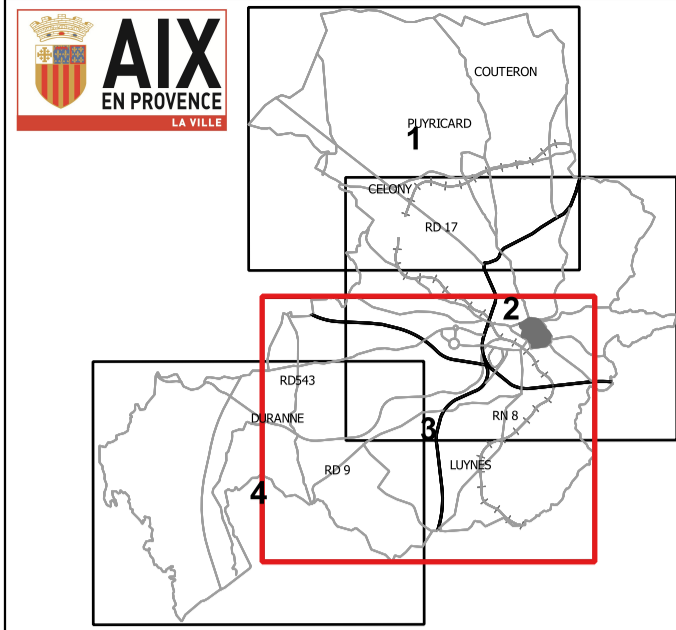 AIX
EN PROVENCE
LA VILLE
COUTERON
PUYRICARD
1
CELONY
RD 17
2
RD543
DURANNE
RN 8
3
LUYNES
RD 9
4